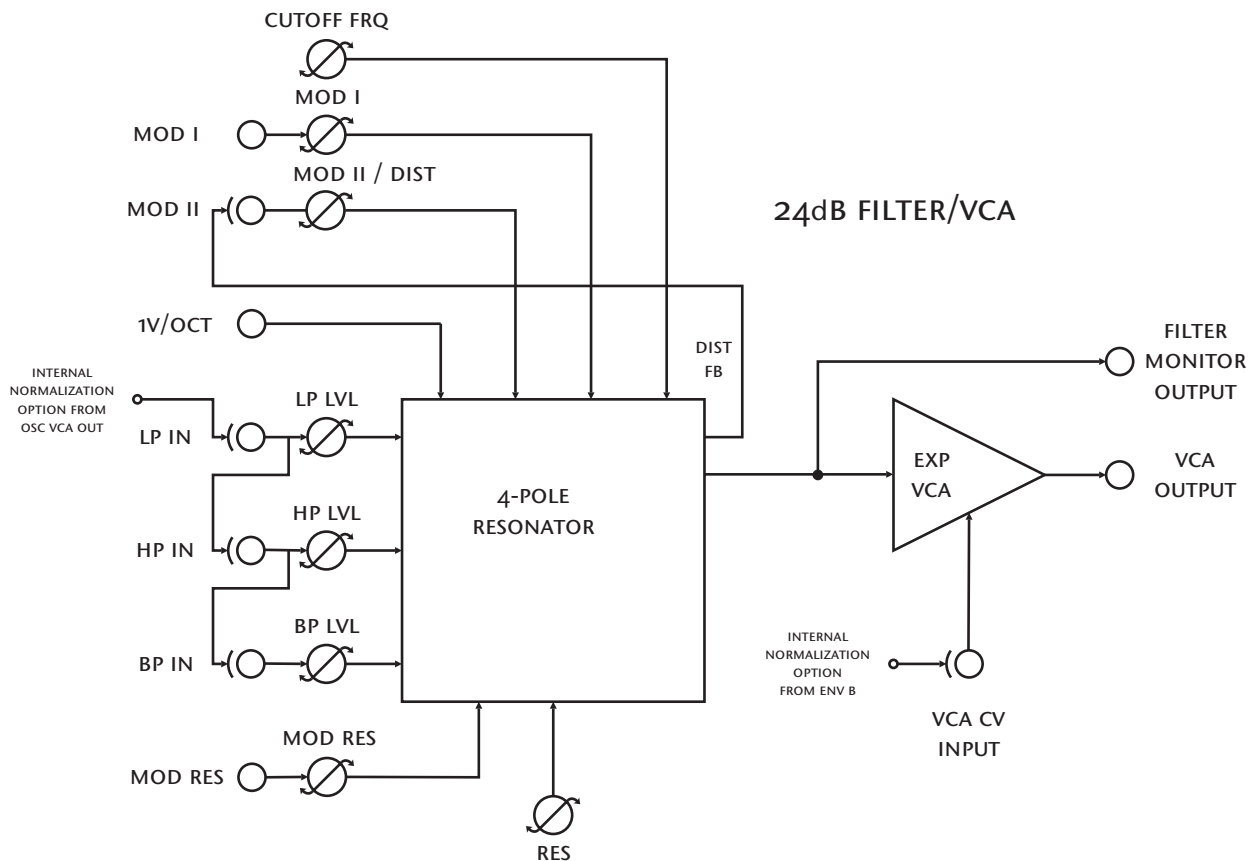 CUTOFF FRQ
MOD I
MOD I
MOD II / DIST
MOD II
24dB FILTER/VCA
1V/OCT
DIST
FB
FILTER
MONITOR
OUTPUT
INTERNAL
NORMALIZATION
OPTION FROM
OSC VCA OUT
LP LVL
LP IN
EXP
VCA
VCA
OUTPUT
4-POLE
RESONATOR
HP LVL
HP IN
BP LVL
BP IN
INTERNAL
NORMALIZATION
OPTION
FROM ENV B
VCA CV
INPUT
MOD RES
MOD RES
RES